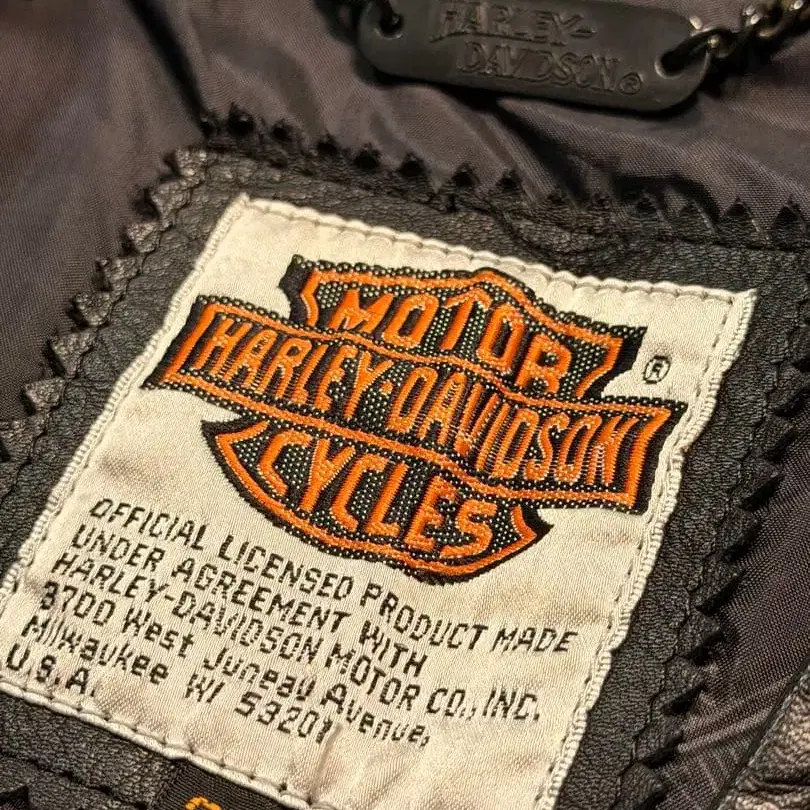 HARLEY-
DAVIDSON®
MOTOR
HARLEY-DAVIDSON
®
CYCLES
OFFICIAL LICENSED PRODUCT MADE
UNDER AGREEMENT WITH
HARLEY-DAVIDSON MOTOR CO., INC.
3700 West Juneau Avenue,
Milwaukee WI 53201
U.S.A.